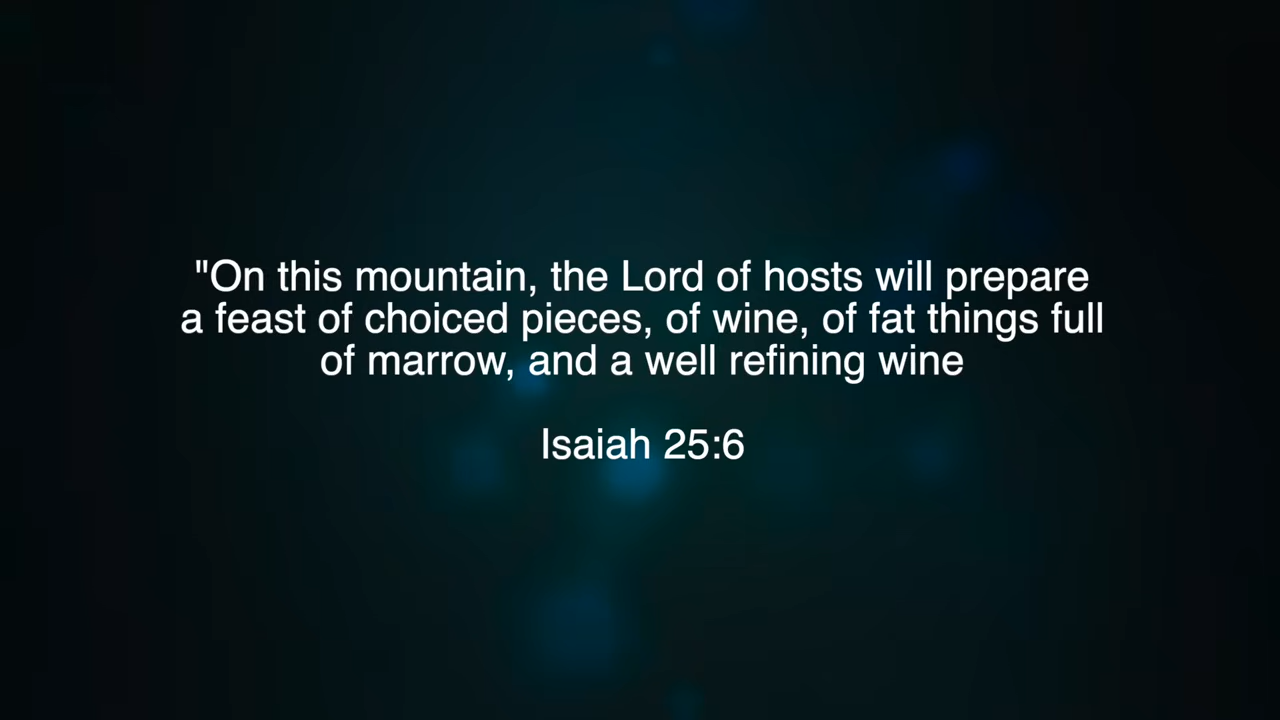 "On this mountain, the Lord of hosts will prepare
a feast of choiced pieces, of wine, of fat things full
of marrow, and a well refining wine
Isaiah 25:6